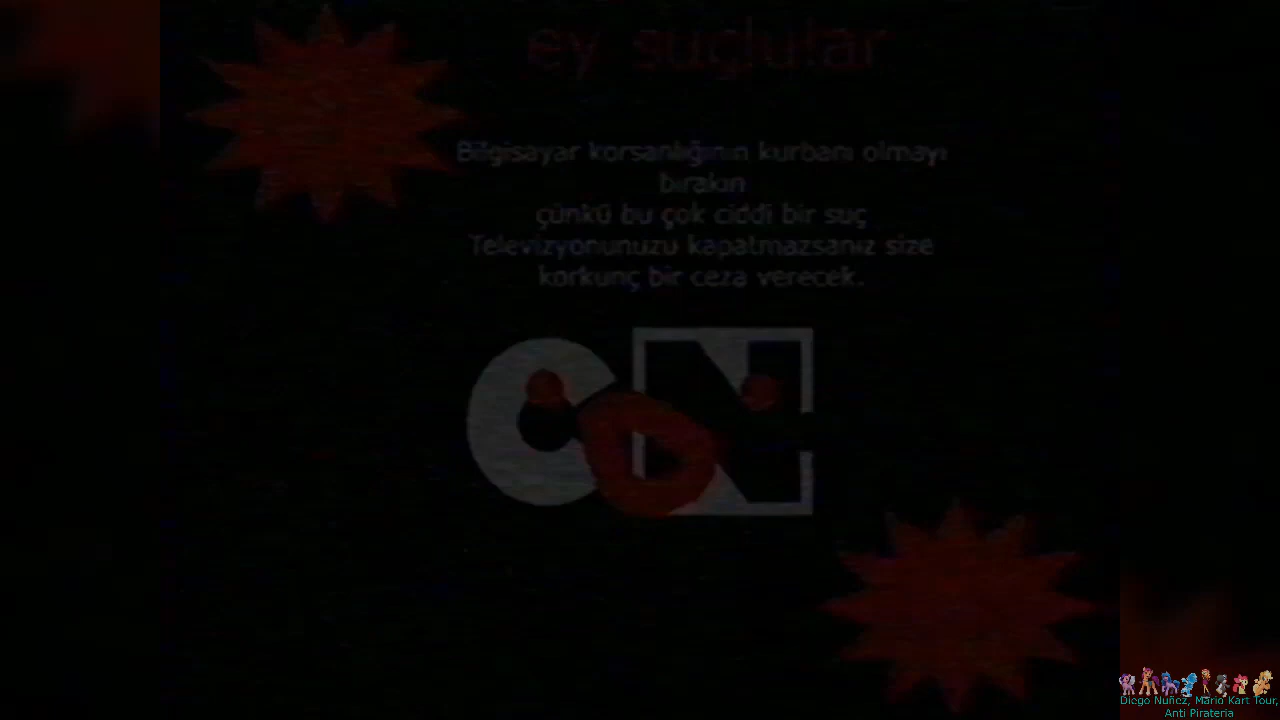 ey suçlular
Bilgisayar korsanlığının kurbanı olmayı
bırakın
çünkü bu çok ciddi bir suç
Televizyonunuzu kapatmazsanız size
korkunç bir ceza verecek.
CN
Diego Nuñez, Mario Kart Tour,
Anti Pirateria